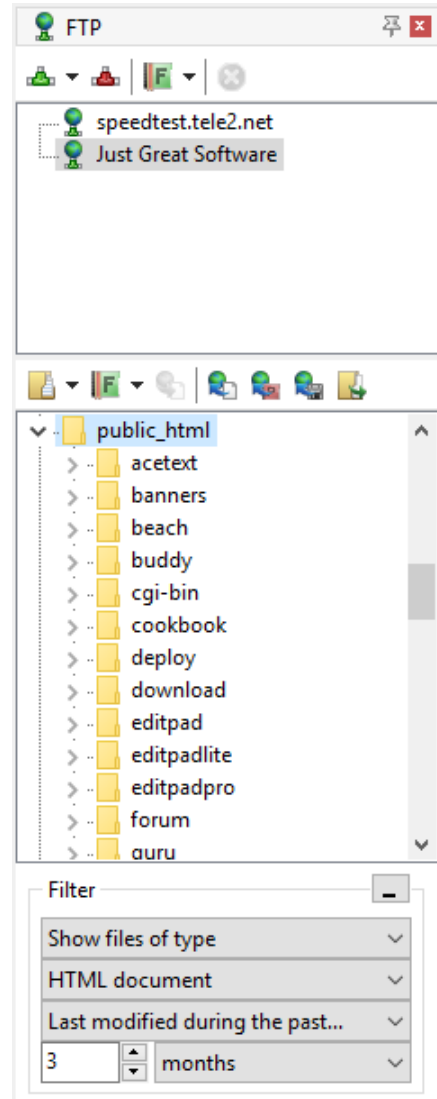 FTP
F
speedtest.tele2.net
Just Great Software
F
public_html
acetext
banners
beach
buddy
cgi-bin
cookbook
deploy
download
editpad
editpadlite
editpadpro
forum
guru
Filter
Show files of type
HTML document
Last modified during the past...
3 months